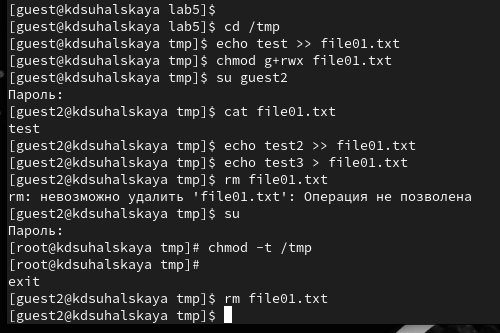 [guest@kdsuhalskaya lab5]$
[guest@kdsuhalskaya lab5]$ cd /tmp
[guest@kdsuhalskaya tmp]$ echo test >> file01.txt
[guest@kdsuhalskaya tmp]$ chmod g+rwx file01.txt
[guest@kdsuhalskaya tmp]$ su guest2
Пароль:
[guest2@kdsuhalskaya tmp]$ cat file01.txt
test
[guest2@kdsuhalskaya tmp]$ echo test2 >> file01.txt
[guest2@kdsuhalskaya tmp]$ echo test3 > file01.txt
[guest2@kdsuhalskaya tmp]$ rm file01.txt
rm: невозможно удалить 'file01.txt': Операция не позволена
[guest2@kdsuhalskaya tmp]$ su
Пароль:
[root@kdsuhalskaya tmp]# chmod -t /tmp
[root@kdsuhalskaya tmp]#
exit
[guest2@kdsuhalskaya tmp]$ rm file01.txt
[guest2@kdsuhalskaya tmp]$